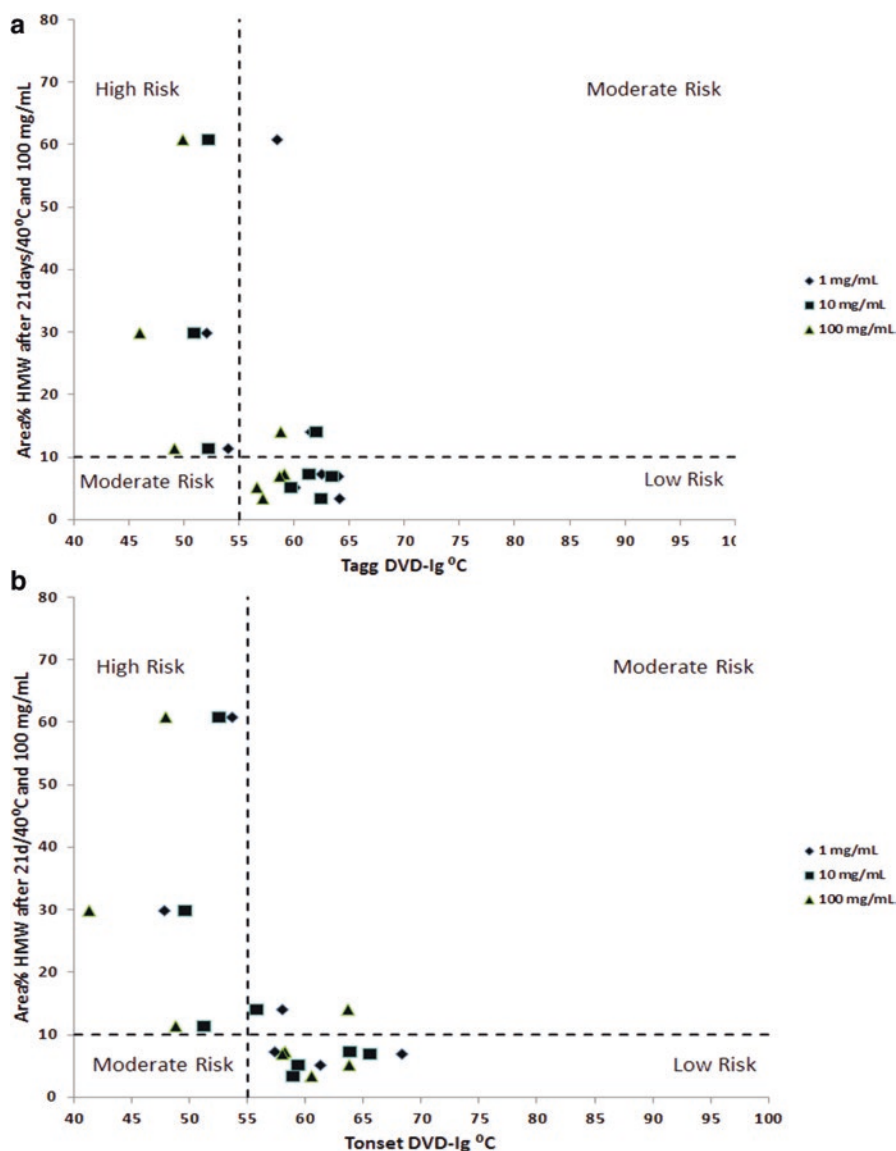 a
80
70
60
50
40
30
20
10
0
Area% HMW after 21days/40⁰C and 100 mg/mL
High Risk
Moderate Risk
Moderate Risk
Low Risk
40 45 50 55 60 65 70 75 80 85 90 95 10
Tagg DVD-Ig ⁰C
1 mg/mL
10 mg/mL
100 mg/mL
b
80
70
60
50
40
30
20
10
0
Area% HMW after 21d/40⁰C and 100 mg/mL
High Risk
Moderate Risk
Moderate Risk
Low Risk
40 45 50 55 60 65 70 75 80 85 90 95 100
Tonset DVD-Ig ⁰C
1 mg/mL
10 mg/mL
100 mg/mL